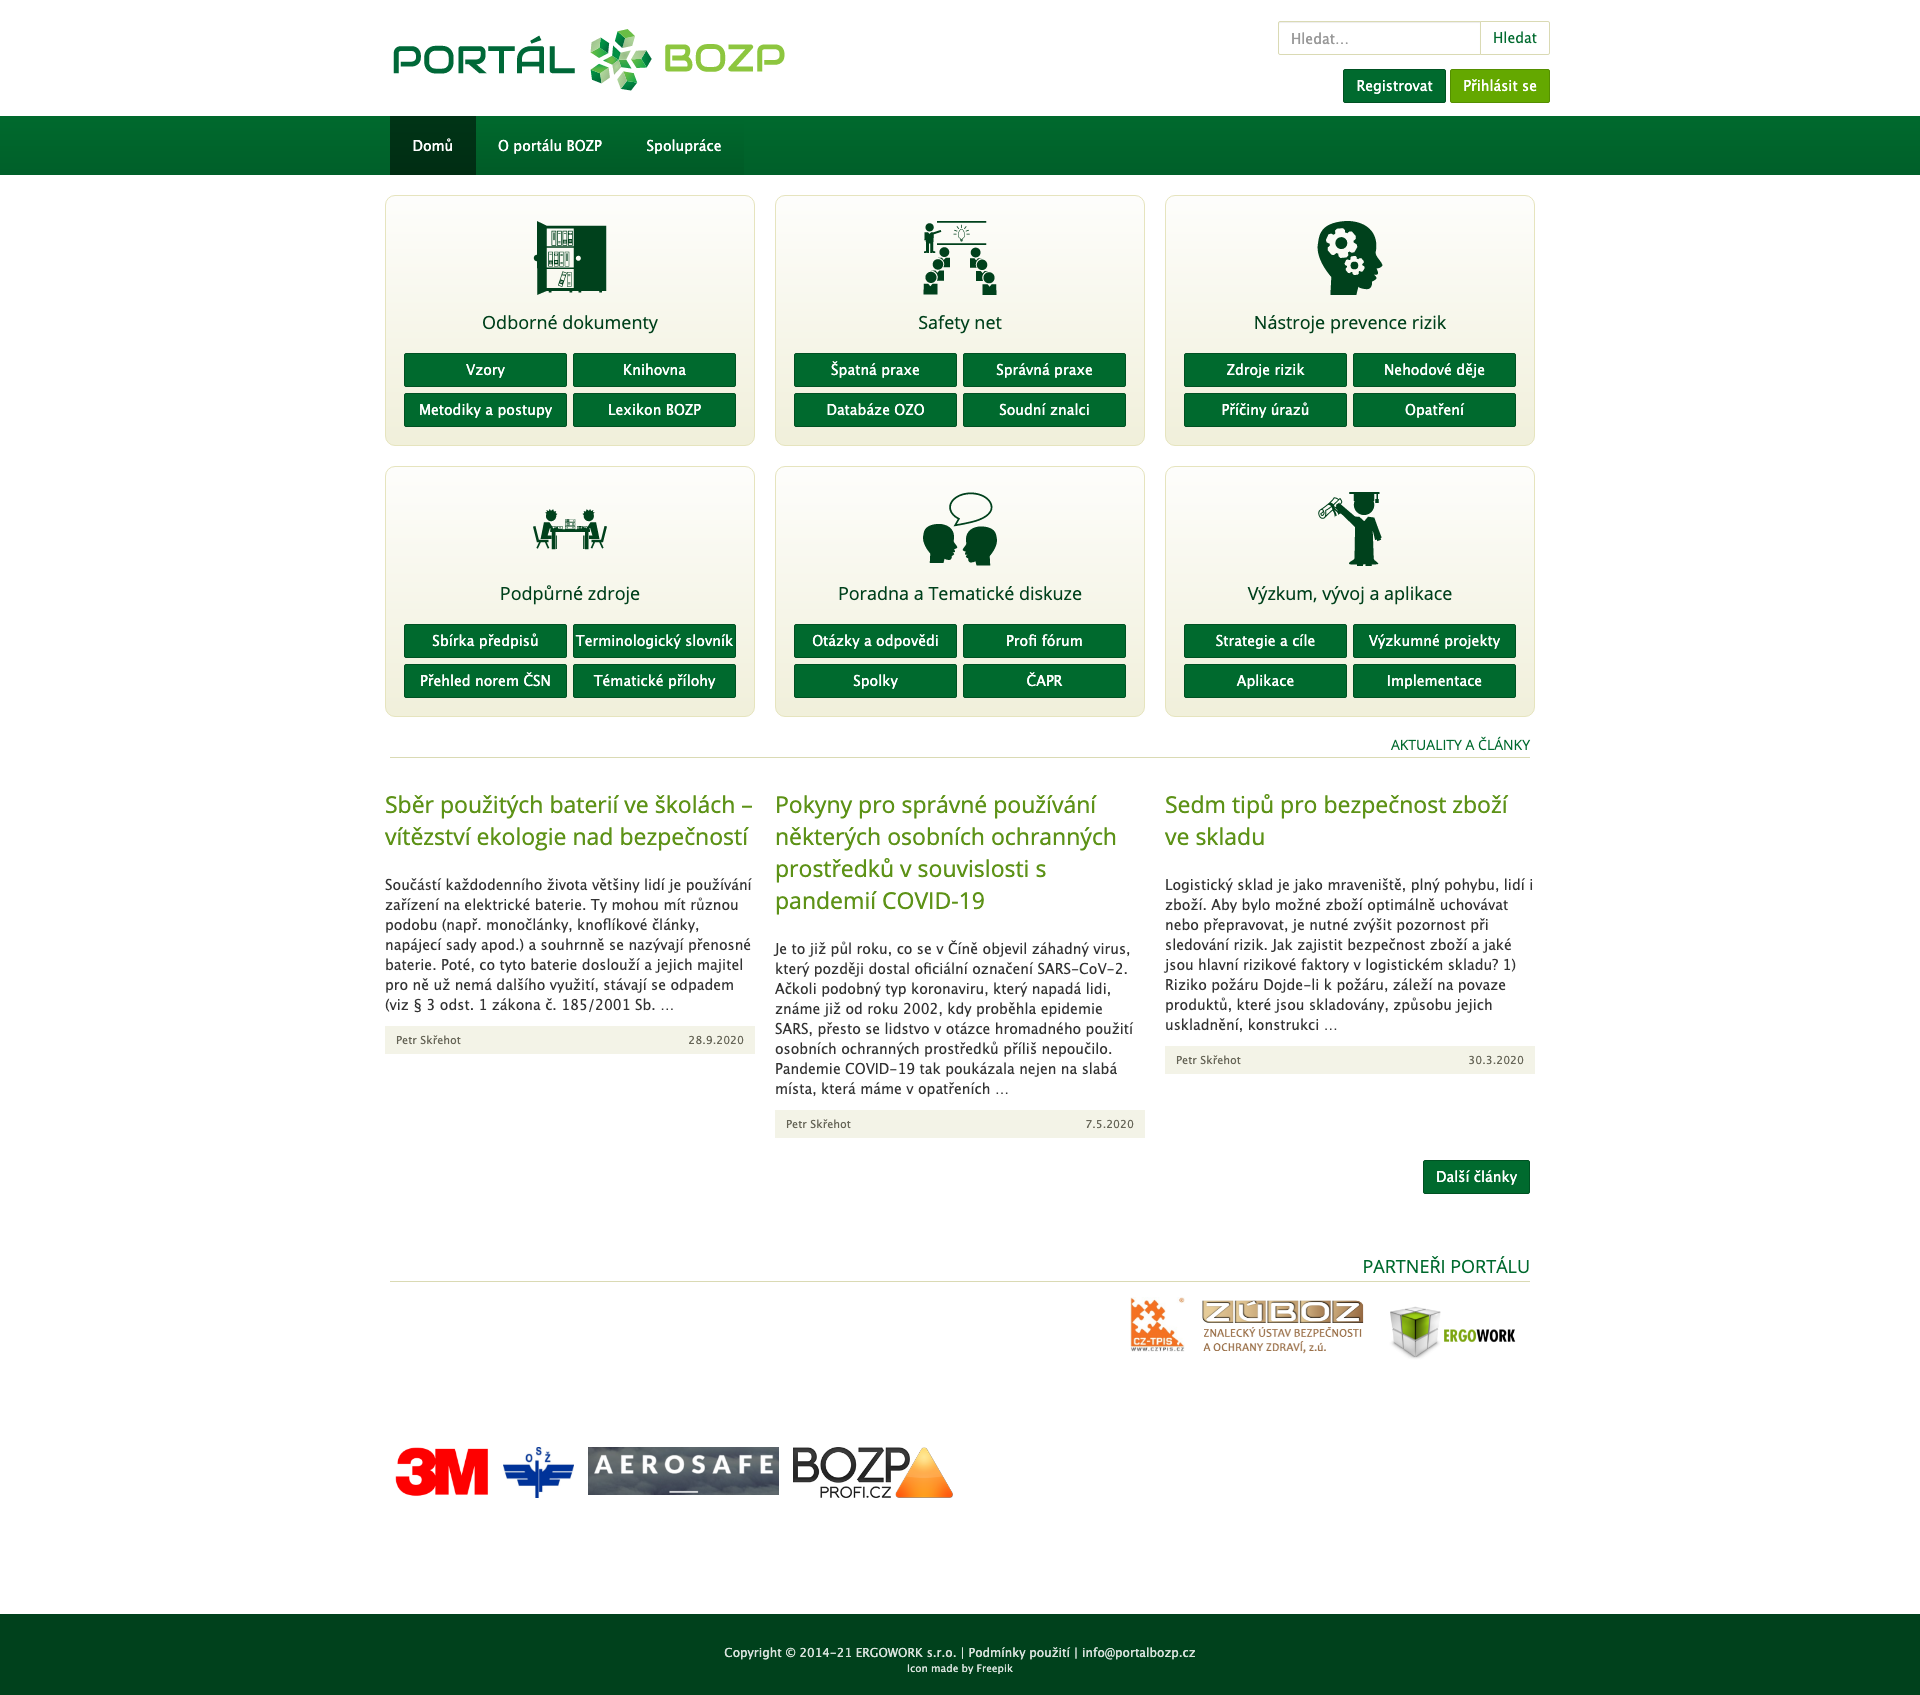 PORTÁL BOZP
Hledat...
Hledat
Registrovat
Přihlásit se
Domů
O portálu BOZP
Spolupráce
Odborné dokumenty
Vzory
Knihovna
Metodiky a postupy
Lexikon BOZP
Safety net
Špatná praxe
Správná praxe
Databáze OZO
Soudní znalci
Nástroje prevence rizik
Zdroje rizik
Nehodové děje
Příčiny úrazů
Opatření
Podpůrné zdroje
Sbírka předpisů
Terminologický slovník
Přehled norem ČSN
Tématické přílohy
Poradna a Tematické diskuze
Otázky a odpovědi
Profi fórum
Spolky
ČAPR
Výzkum, vývoj a aplikace
Strategie a cíle
Výzkumné projekty
Aplikace
Implementace
AKTUALITY A ČLÁNKY
Sběr použitých baterií ve školách –
vítězství ekologie nad bezpečností
Součástí každodenního života většiny lidí je používání
zařízení na elektrické baterie. Ty mohou mít různou
podobu (např. monočlánky, knoflíkové články,
napájecí sady apod.) a souhrnně se nazývají přenosné
baterie. Poté, co tyto baterie doslouží a jejich majitel
pro ně už nemá dalšího využití, stávají se odpadem
(viz § 3 odst. 1 zákona č. 185/2001 Sb. …
Petr Skřehot
28.9.2020
Pokyny pro správné používání
některých osobních ochranných
prostředků v souvislosti s
pandemií COVID-19
Je to již půl roku, co se v Číně objevil záhadný virus,
který později dostal oficiální označení SARS-CoV-2.
Ačkoli podobný typ koronaviru, který napadá lidi,
známe již od roku 2002, kdy proběhla epidemie
SARS, přesto se lidstvo v otázce hromadného použití
osobních ochranných prostředků příliš nepoučilo.
Pandemie COVID-19 tak poukázala nejen na slabá
místa, která máme v opatřeních …
Petr Skřehot
7.5.2020
Sedm tipů pro bezpečnost zboží
ve skladu
Logistický sklad je jako mraveniště, plný pohybu, lidí i
zboží. Aby bylo možné zboží optimálně uchovávat
nebo přepravovat, je nutné zvýšit pozornost při
sledování rizik. Jak zajistit bezpečnost zboží a jaké
jsou hlavní rizikové faktory v logistickém skladu? 1)
Riziko požáru Dojde-li k požáru, záleží na povaze
produktů, které jsou skladovány, způsobu jejich
uskladnění, konstrukci …
Petr Skřehot
30.3.2020
Další články
PARTNEŘI PORTÁLU
CZ-TPIS
WWW.CZTPIS.CZ
ZÚBOZ
ZNALECKÝ ÚSTAV BEZPEČNOSTI
A OCHRANY ZDRAVÍ, z.ú.
ERGOWORK
3M
OSŽ
AEROSAFE
BOZP
PROFI.CZ
Copyright © 2014-21 ERGOWORK s.r.o. | Podmínky použití | info@portalbozp.cz
Icon made by Freepik